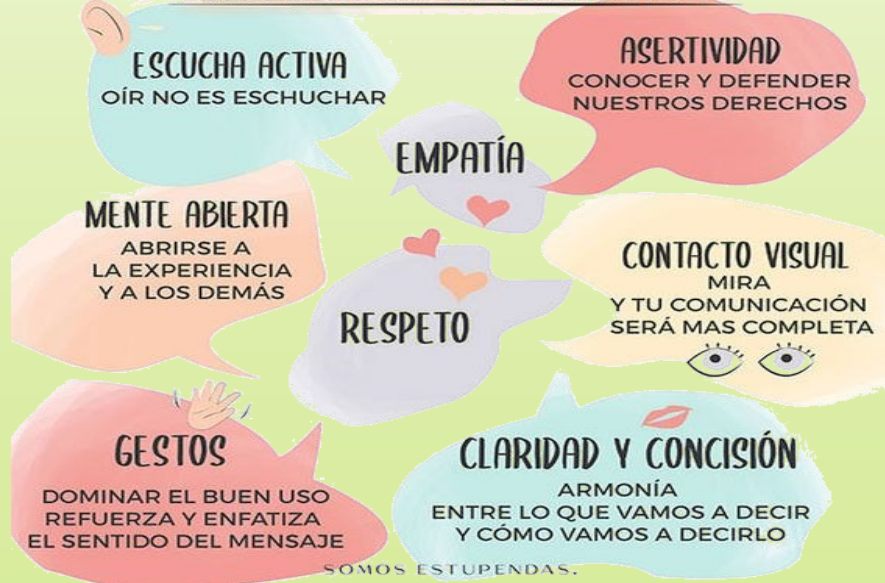 ESCUCHA ACTIVA
OÍR NO ES ESCHUCHAR
ASERTIVIDAD
CONOCER Y DEFENDER
NUESTROS DERECHOS
EMPATÍA
MENTE ABIERTA
ABRIRSE A
LA EXPERIENCIA
Y A LOS DEMÁS
CONTACTO VISUAL
MIRA
Y TU COMUNICACIÓN
SERÁ MAS COMPLETA
RESPETO
GESTOS
DOMINAR EL BUEN USO
REFUERZA Y ENFATIZA
EL SENTIDO DEL MENSAJE
CLARIDAD Y CONCISIÓN
ARMONÍA
ENTRE LO QUE VAMOS A DECIR
Y CÓMO VAMOS A DECIRLO
SOMOS ESTUPENDAS.